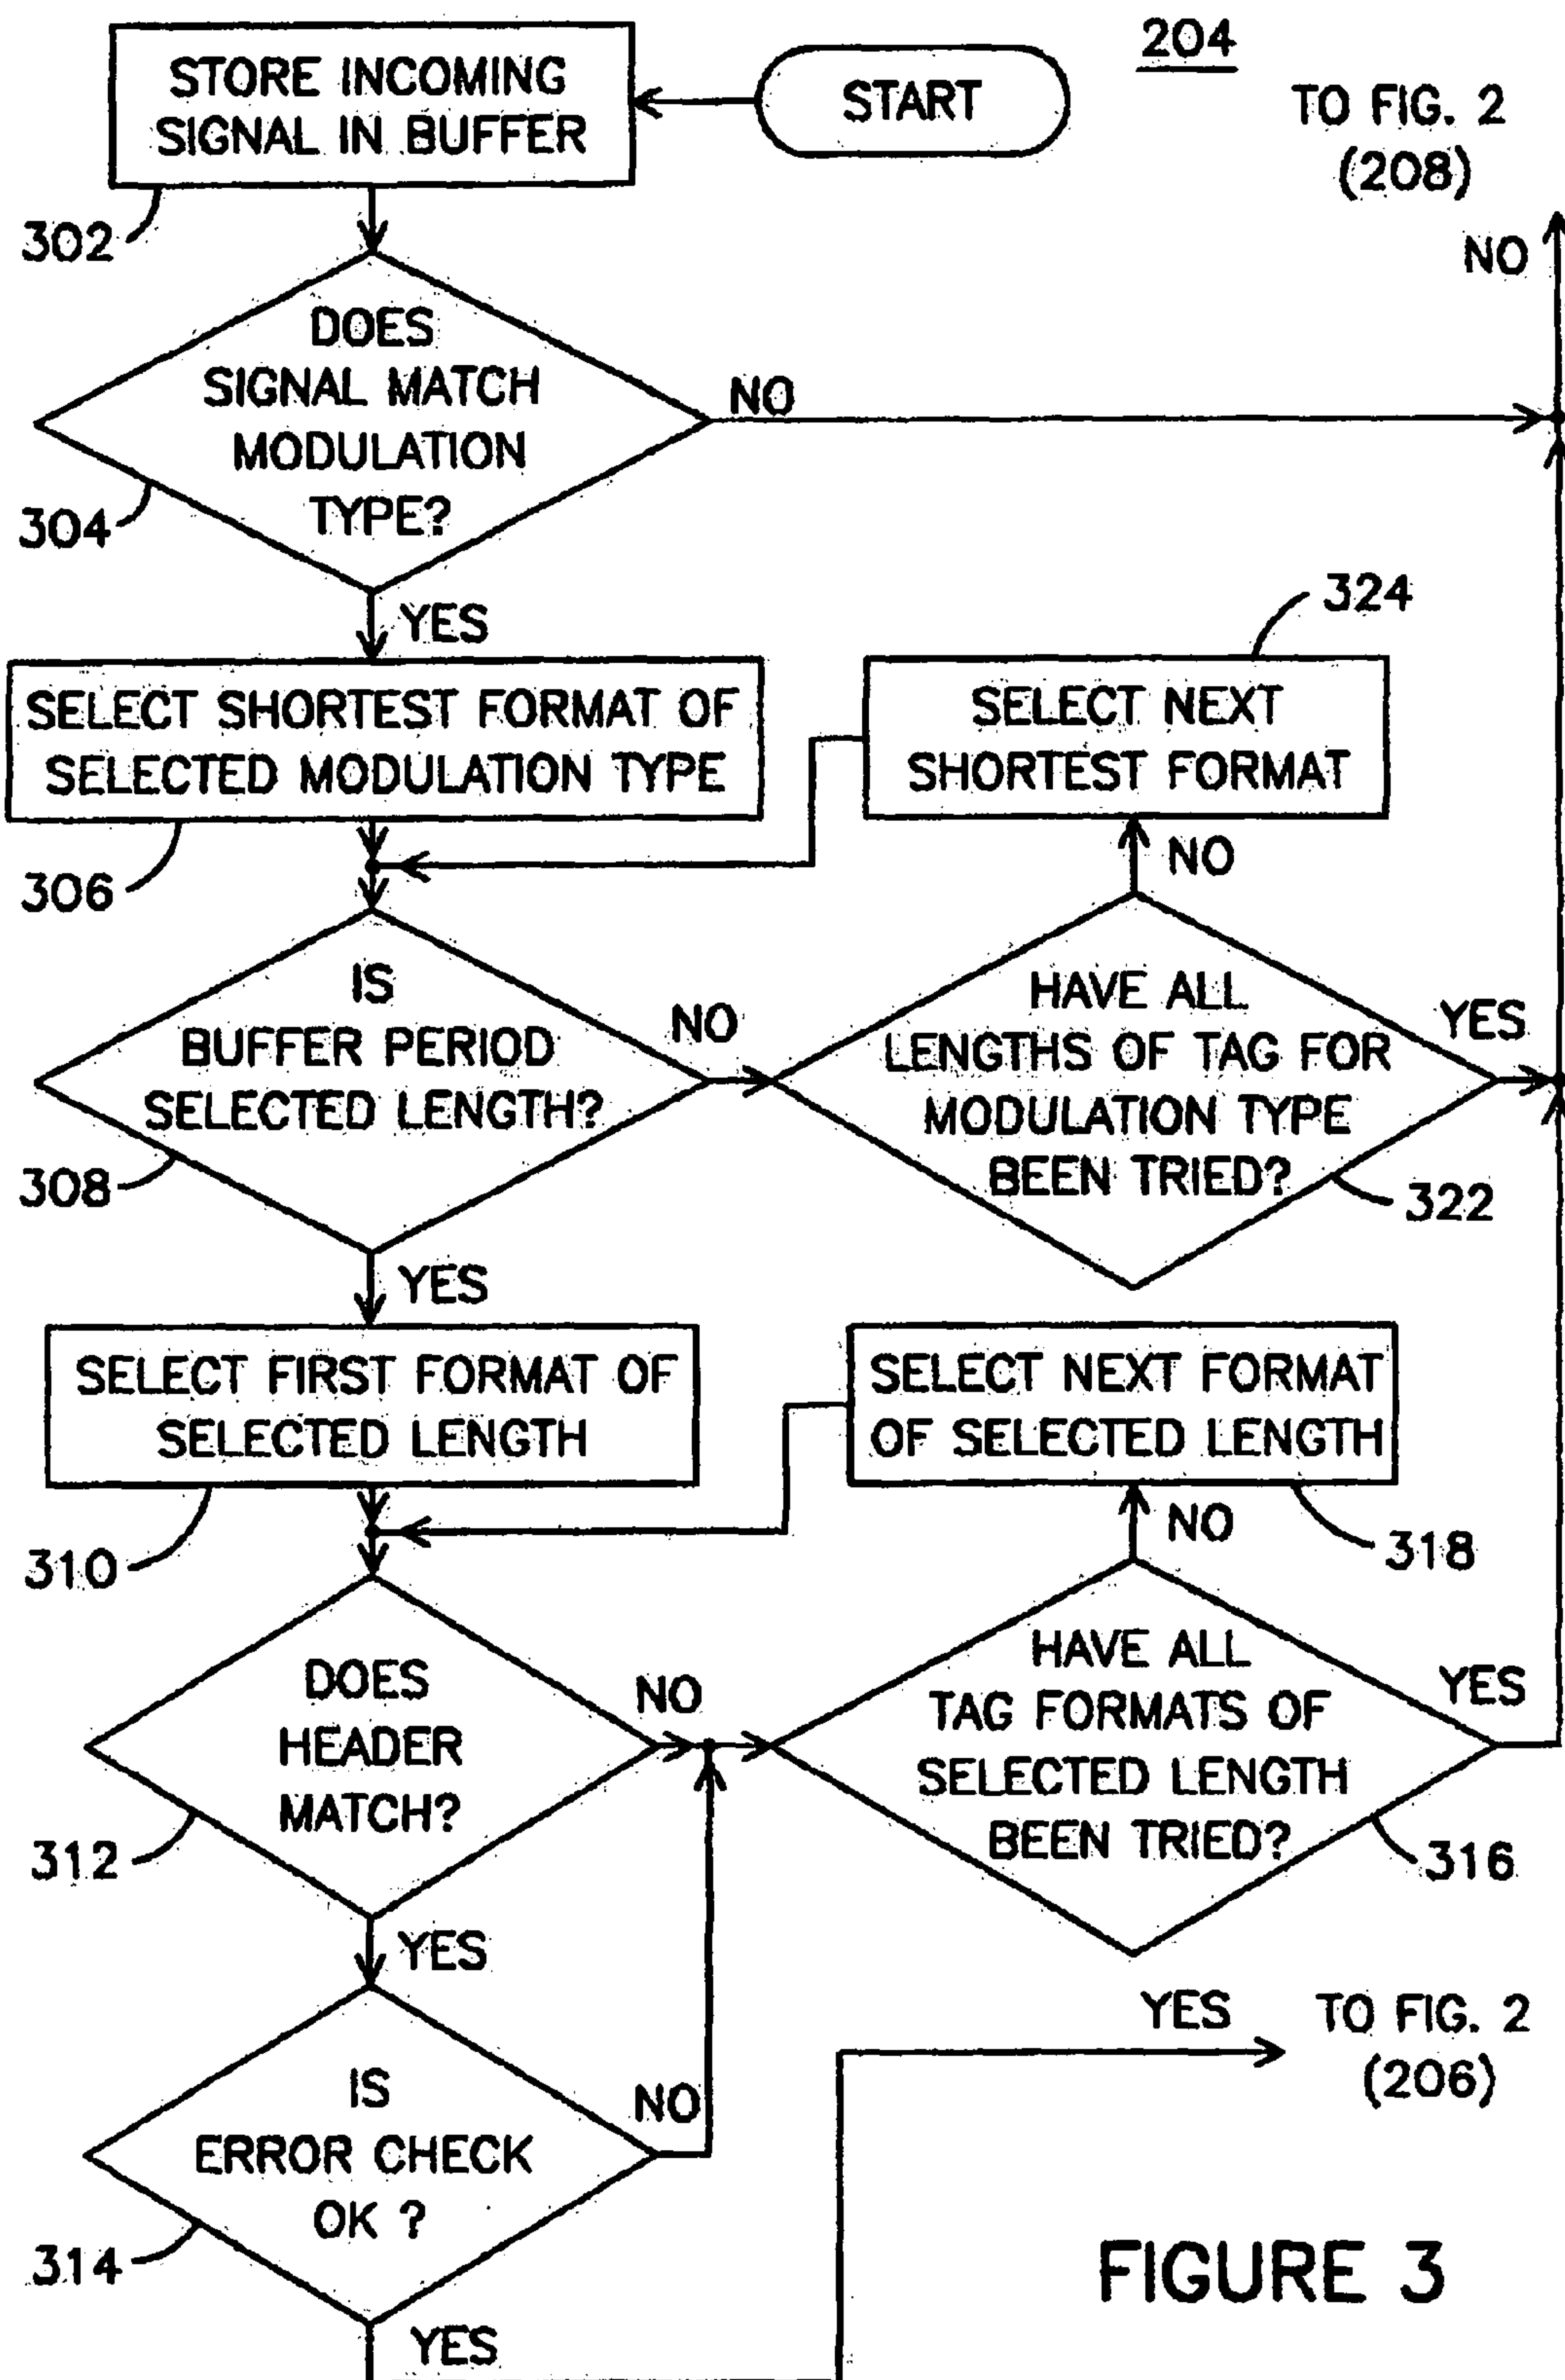 204
STORE INCOMING
SIGNAL IN BUFFER
START
TO FIG. 2
(208)
302
NO
DOES
SIGNAL MATCH
MODULATION
TYPE?
NO
304
YES
324
SELECT SHORTEST FORMAT OF
SELECTED MODULATION TYPE
SELECT NEXT
SHORTEST FORMAT
306
NO
IS
BUFFER PERIOD
SELECTED LENGTH?
NO
HAVE ALL
LENGTHS OF TAG FOR
MODULATION TYPE
BEEN TRIED?
YES
308
322
YES
SELECT FIRST FORMAT OF
SELECTED LENGTH
SELECT NEXT FORMAT
OF SELECTED LENGTH
310
NO
318
DOES
HEADER
MATCH?
NO
HAVE ALL
TAG FORMATS OF
SELECTED LENGTH
BEEN TRIED?
YES
312
316
YES
YES
TO FIG. 2
(206)
IS
ERROR CHECK
OK ?
NO
314
YES
FIGURE 3